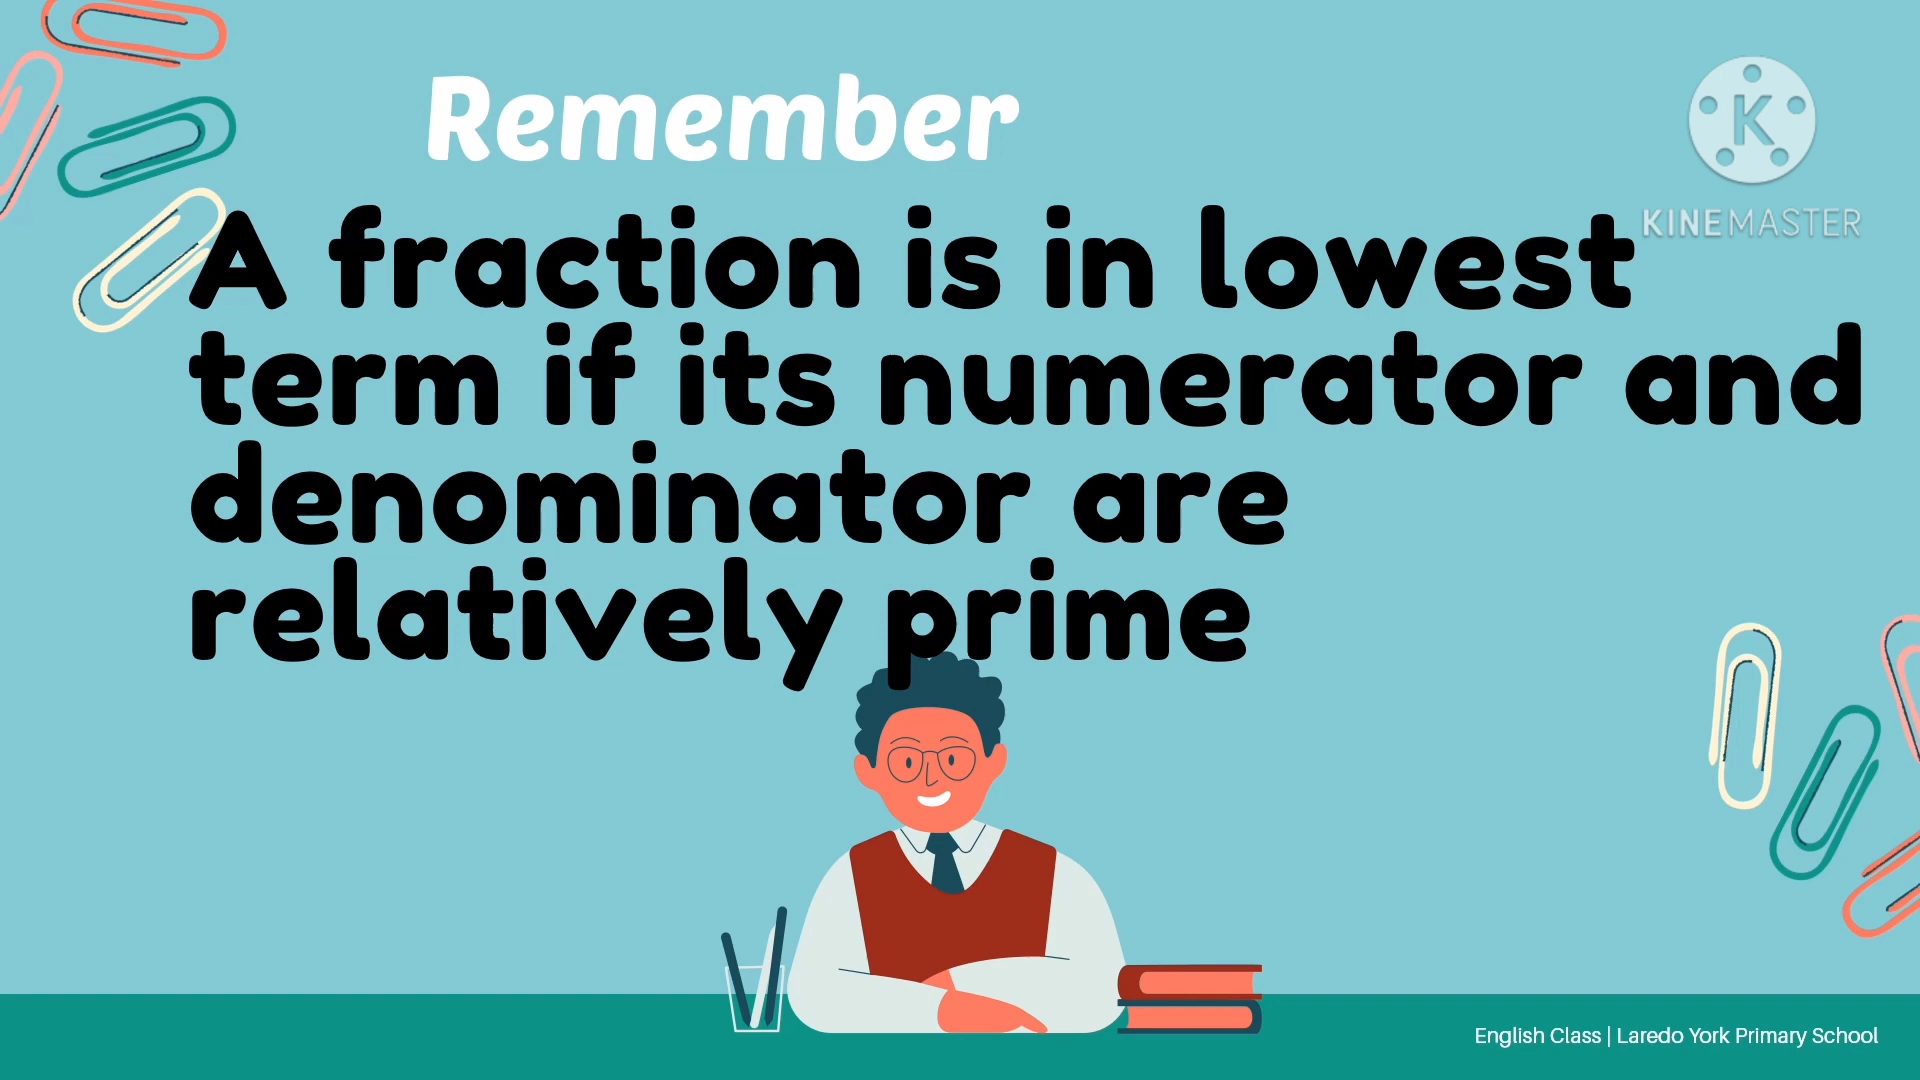 Remember
KINEMASTER
A fraction is in lowest
term if its numerator and
denominator are
relatively prime
English Class | Laredo York Primary School